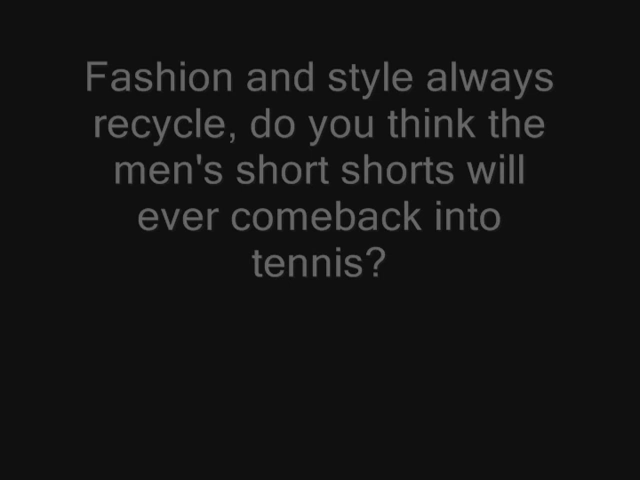 Fashion and style always
recycle, do you think the
men's short shorts will
ever comeback into
tennis?